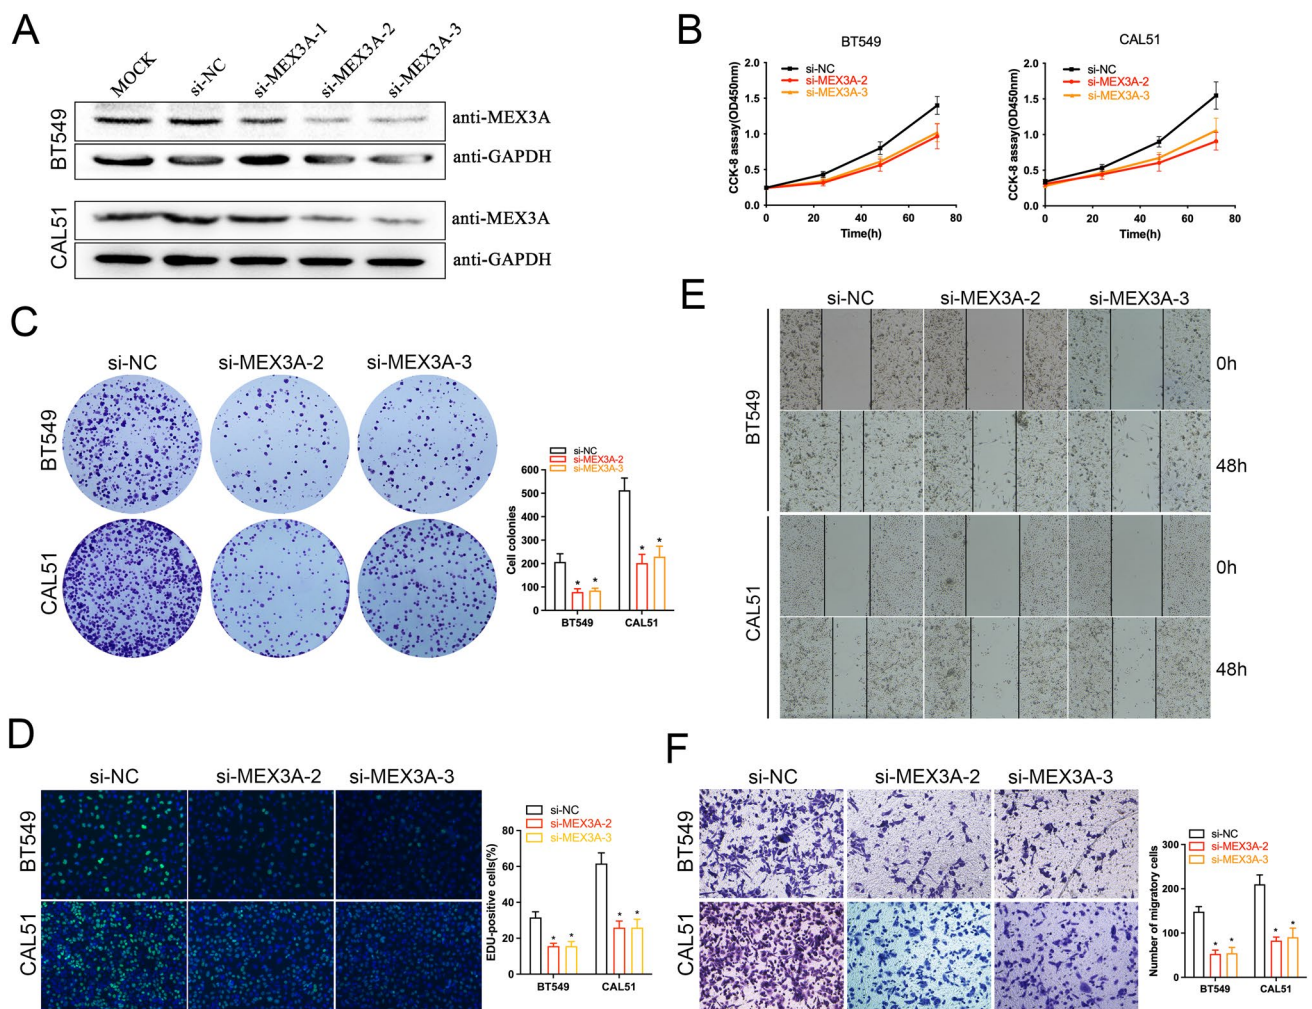 A
MOCK
si-NC
si-MEX3A-1
si-MEX3A-2
si-MEX3A-3
BT549
anti-MEX3A
anti-GAPDH
CAL51
anti-MEX3A
anti-GAPDH
B
BT549
CCK-8 assay(OD450nm)
2.0
1.5
1.0
0.5
0.0
si-NC
si-MEX3A-2
si-MEX3A-3
0 20 40 60 80
Time(h)
CAL51
CCK-8 assay(OD450nm)
2.0
1.5
1.0
0.5
0.0
si-NC
si-MEX3A-2
si-MEX3A-3
0 20 40 60 80
Time(h)
C
si-NC si-MEX3A-2 si-MEX3A-3
BT549
CAL51
si-NC
si-MEX3A-2
si-MEX3A-3
Cell colonies
600
500
400
300
200
100
0
* * * *
BT549 CAL51
D
si-NC si-MEX3A-2 si-MEX3A-3
BT549
CAL51
si-NC
si-MEX3A-2
si-MEX3A-3
EDU-positive cells(%)
80
60
40
20
0
* * * *
BT549 CAL51
E
si-NC si-MEX3A-2 si-MEX3A-3
BT549
0h
48h
CAL51
0h
48h
F
si-NC si-MEX3A-2 si-MEX3A-3
BT549
CAL51
si-NC
si-MEX3A-2
si-MEX3A-3
Number of migratory cells
300
200
100
0
* * * *
BT549 CAL51